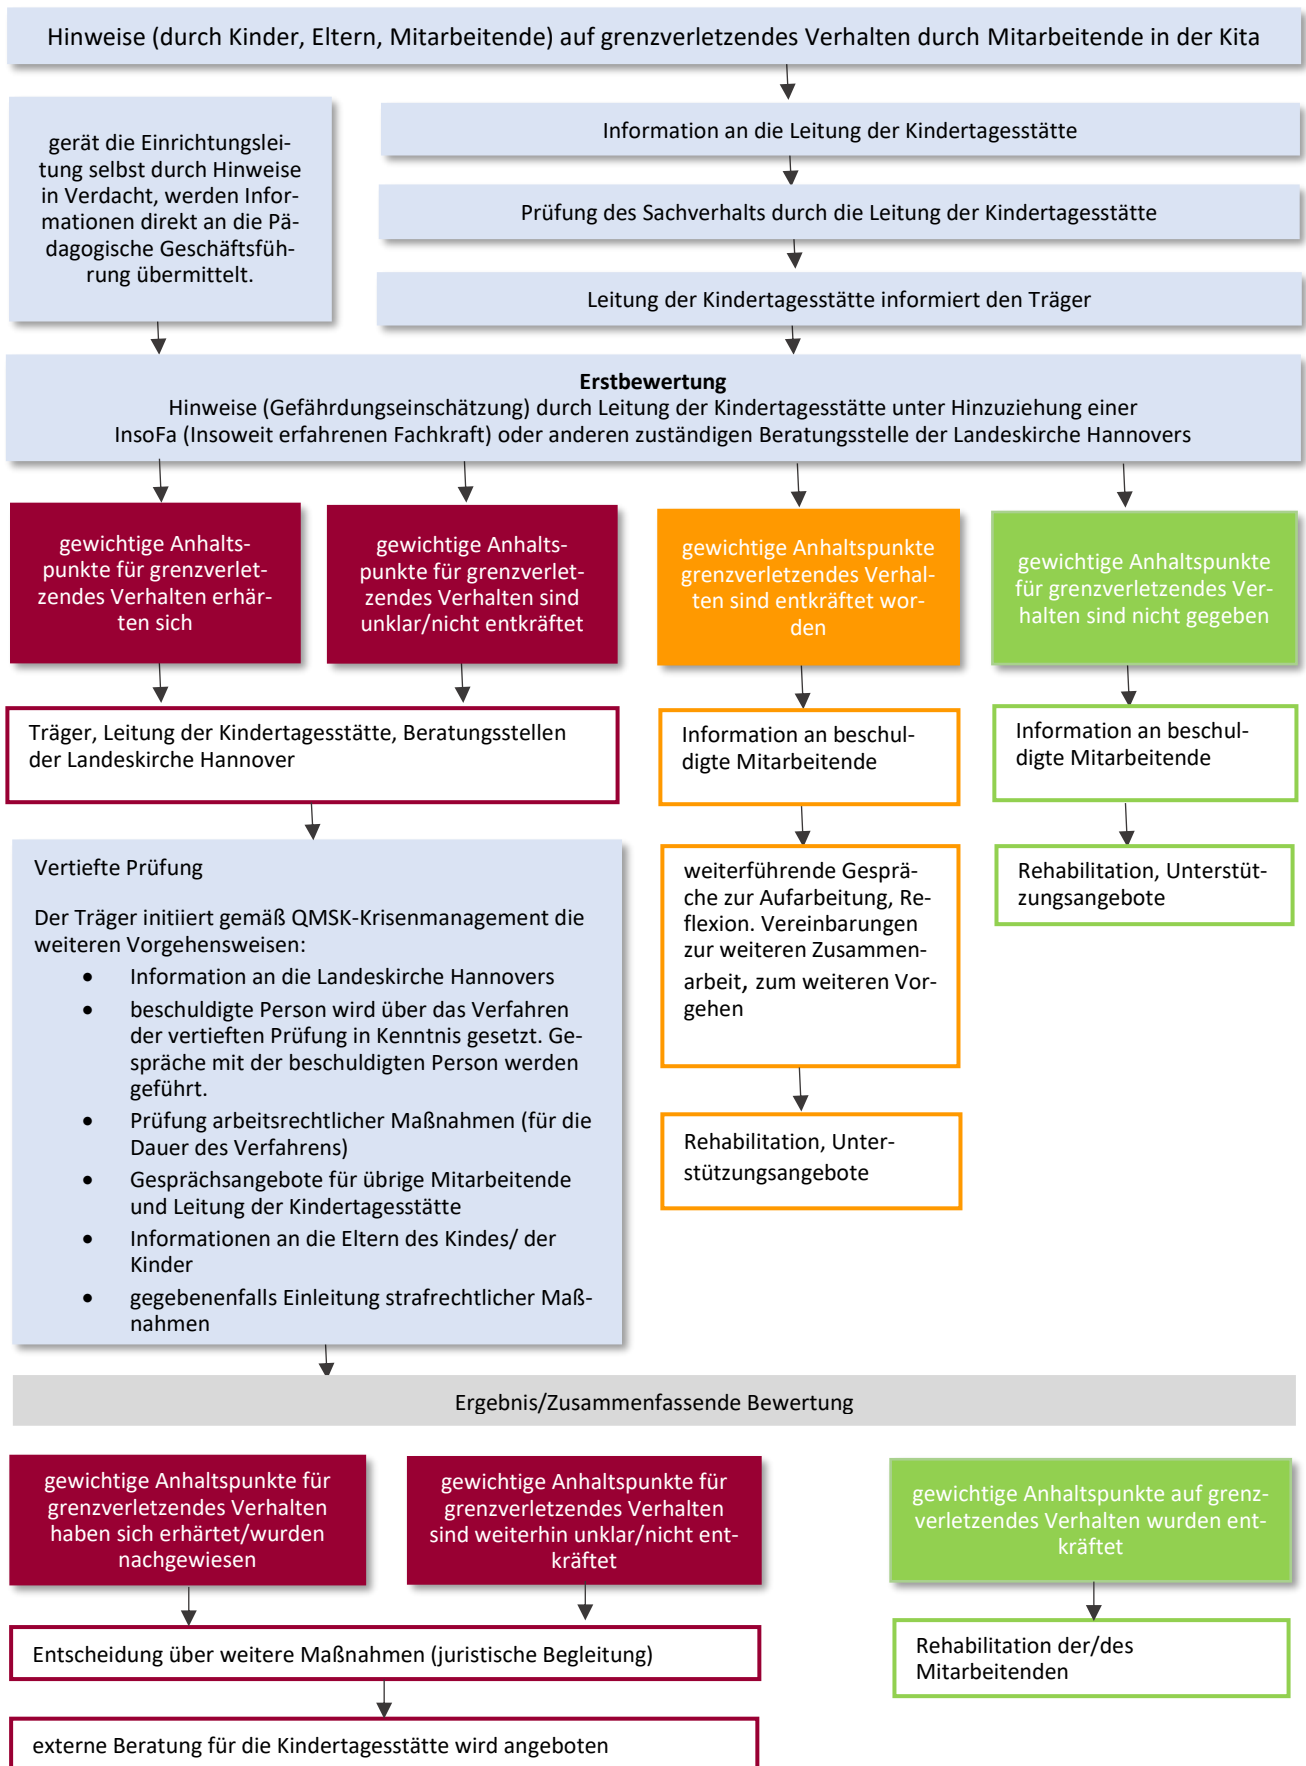 Hinweise (durch Kinder, Eltern, Mitarbeitende) auf grenzverletzendes Verhalten durch Mitarbeitende in der Kita
gerät die Einrichtungslei-
tung selbst durch Hinweise
in Verdacht, werden Infor-
mationen direkt an die Pä-
dagogische Geschäftsfüh-
rung übermittelt.
Information an die Leitung der Kindertagesstätte
Prüfung des Sachverhalts durch die Leitung der Kindertagesstätte
Leitung der Kindertagesstätte informiert den Träger
Erstbewertung
Hinweise (Gefährdungseinschätzung) durch Leitung der Kindertagesstätte unter Hinzuziehung einer
InsoFa (Insoweit erfahrenen Fachkraft) oder anderen zuständigen Beratungsstelle der Landeskirche Hannovers
gewichtige Anhalts-
punkte für grenzverlet-
zendes Verhalten erhär-
ten sich
gewichtige Anhalts-
punkte für grenzverlet-
zendes Verhalten sind
unklar/nicht entkräftet
gewichtige Anhaltspunkte
grenzverletzendes Verhal-
ten sind entkräftet wor-
den
gewichtige Anhaltspunkte
für grenzverletzendes Ver-
halten sind nicht gegeben
Träger, Leitung der Kindertagesstätte, Beratungsstellen
der Landeskirche Hannover
Information an beschul-
digte Mitarbeitende
Information an beschul-
digte Mitarbeitende
Vertiefte Prüfung
Der Träger initiiert gemäß QMSK-Krisenmanagement die
weiteren Vorgehensweisen:
• Information an die Landeskirche Hannovers
• beschuldigte Person wird über das Verfahren
der vertieften Prüfung in Kenntnis gesetzt. Ge-
spräche mit der beschuldigten Person werden
geführt.
• Prüfung arbeitsrechtlicher Maßnahmen (für die
Dauer des Verfahrens)
• Gesprächsangebote für übrige Mitarbeitende
und Leitung der Kindertagesstätte
• Informationen an die Eltern des Kindes/ der
Kinder
• gegebenenfalls Einleitung strafrechtlicher Maß-
nahmen
weiterführende Gesprä-
che zur Aufarbeitung, Re-
flexion. Vereinbarungen
zur weiteren Zusammen-
arbeit, zum weiteren Vor-
gehen
Rehabilitation, Unterstüt-
zungsangebote
Rehabilitation, Unter-
stützungsangebote
Ergebnis/Zusammenfassende Bewertung
gewichtige Anhaltspunkte für
grenzverletzendes Verhalten
haben sich erhärtet/wurden
nachgewiesen
gewichtige Anhaltspunkte für
grenzverletzendes Verhalten
sind weiterhin unklar/nicht ent-
kräftet
gewichtige Anhaltspunkte auf grenz-
verletzendes Verhalten wurden ent-
kräftet
Entscheidung über weitere Maßnahmen (juristische Begleitung)
Rehabilitation der/des
Mitarbeitenden
externe Beratung für die Kindertagesstätte wird angeboten